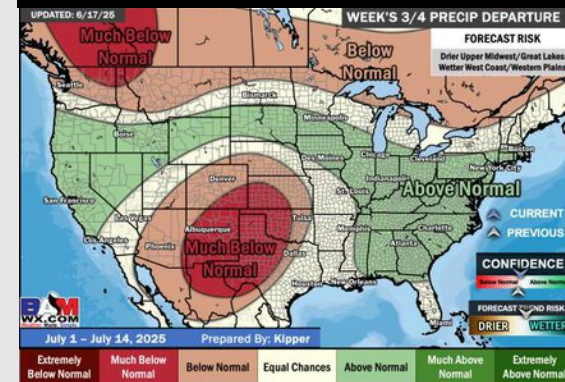 UPDATED: 6/17/25
WEEK'S 3/4 PRECIP DEPARTURE
FORECAST RISK
Drier Upper Midwest/Great Lakes
Wetter West Coast/Western Plains
Much Below
Normal
Below
Normal
Seattle
Bismarck
Minneapolis
Boise
Boston
Des Moines
Chicago
Cleveland
New York City
Denver
Indianapolis
Above Normal
San Francisco
St. Louis
Las Vegas
Albuquerque
Tulsa
Charlotte
CURRENT
Los Angeles
Phoenix
Memphis
Atlanta
PREVIOUS
Much Below
Normal
Dallas
CONFIDENCE
Below Normal
Above Normal
Houston
New Orleans
BAM
WX.COM
FORECAST TREND RISK
Miami
DRIER
WETTER
July 1 – July 14, 2025
Prepared By: Kipper
Extremely
Below Normal
Much Below
Normal
Below Normal
Equal Chances
Above Normal
Much Above
Normal
Extremely
Above Normal